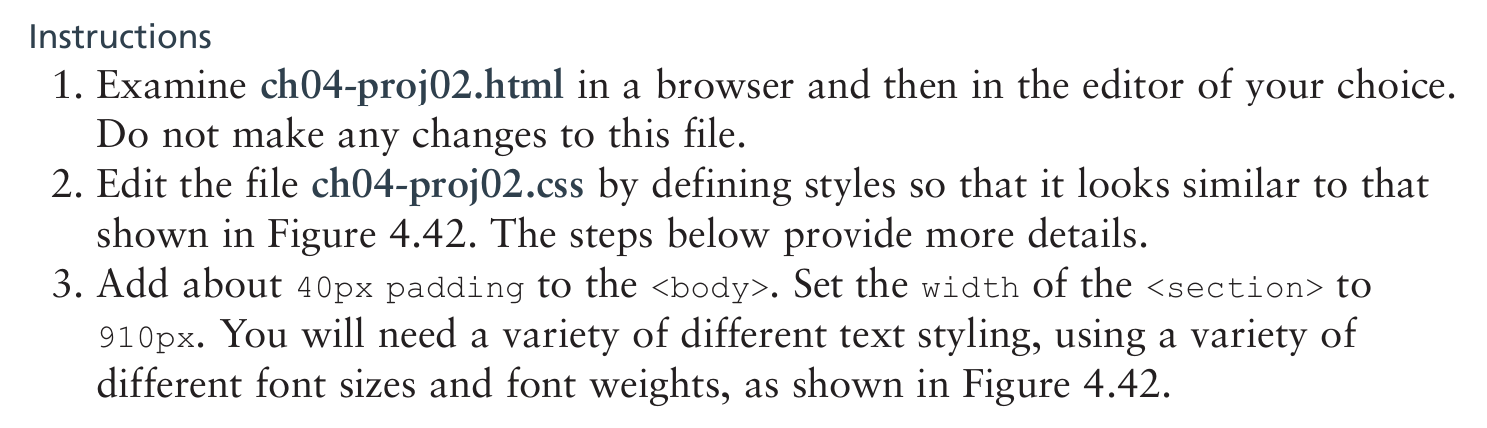 Instructions
1. Examine ch04-proj02.html in a browser and then in the editor of your choice.
Do not make any changes to this file.
2. Edit the file ch04-proj02.css by defining styles so that it looks similar to that
shown in Figure 4.42. The steps below provide more details.
3. Add about 40px padding to the <body>. Set the width of the <section> to
910px. You will need a variety of different text styling, using a variety of
different font sizes and font weights, as shown in Figure 4.42.